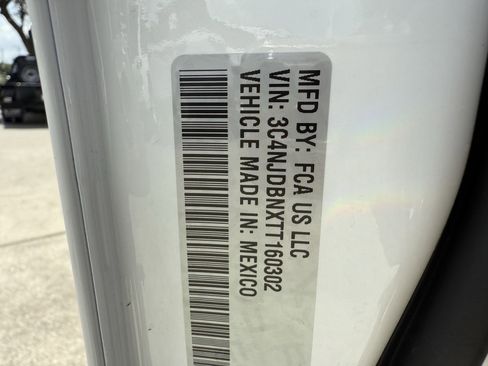 MFD BY: FCA US LLC
VIN: 3C4NJDBNXTT160302
VEHICLE MADE IN: MEXICO